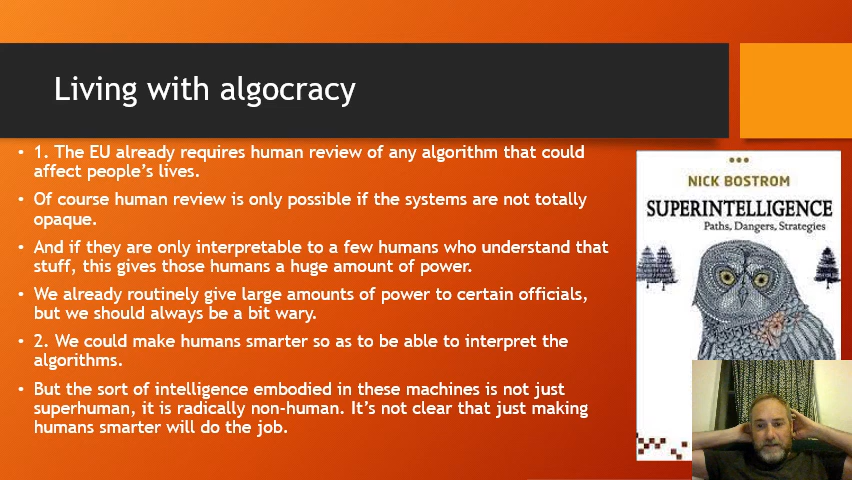 Living with algocracy
• 1. The EU already requires human review of any algorithm that could
affect people's lives.
• Of course human review is only possible if the systems are not totally
opaque.
• And if they are only interpretable to a few humans who understand that
stuff, this gives those humans a huge amount of power.
• We already routinely give large amounts of power to certain officials,
but we should always be a bit wary.
• 2. We could make humans smarter so as to be able to interpret the
algorithms.
• But the sort of intelligence embodied in these machines is not just
superhuman, it is radically non-human. It's not clear that just making
humans smarter will do the job.
NICK BOSTROM
SUPERINTELLIGENCE
Paths, Dangers, Strategies